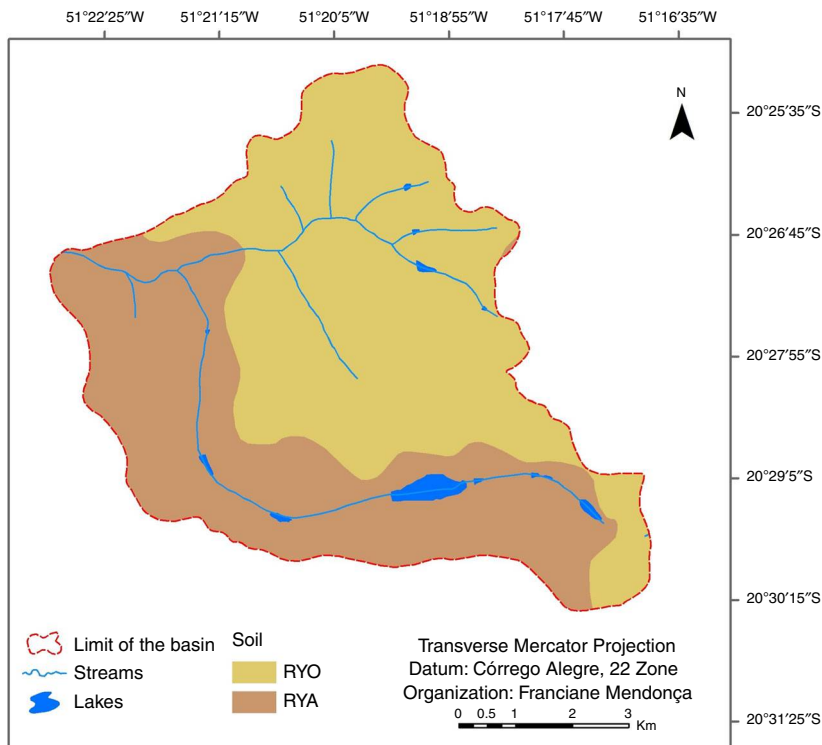 51°22′25″W 51°21′15″W 51°20′5″W 51°18′55″W 51°17′45″W 51°16′35″W
N
20°25′35″S
20°26′45″S
20°27′55″S
20°29′5″S
20°30′15″S
20°31′25″S
Limit of the basin
Streams
Lakes
Soil
RYO
RYA
Transverse Mercator Projection
Datum: Córrego Alegre, 22 Zone
Organization: Franciane Mendonça
0 0.5 1 2 3
Km